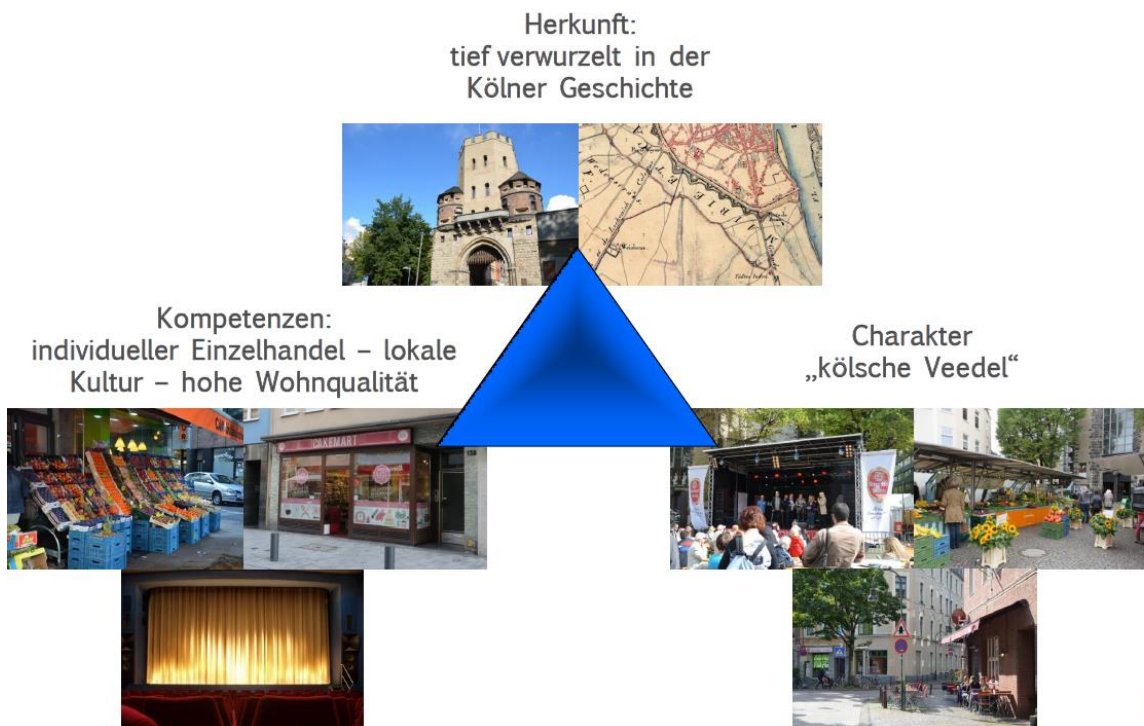 Herkunft:
tief verwurzelt in der
Kölner Geschichte
Kompetenzen:
individueller Einzelhandel – lokale
Kultur – hohe Wohnqualität
Charakter
„kölsche Veedel“
CAKEMART